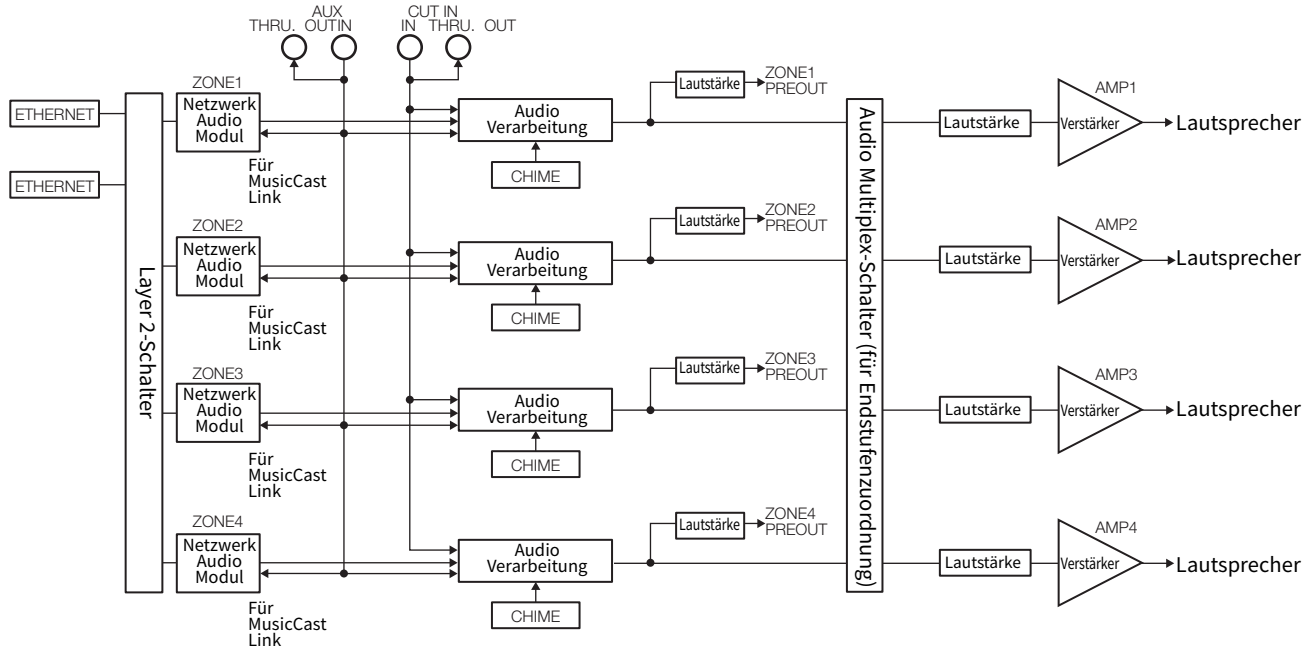 AUX
THRU. OUTIN
CUT IN
IN THRU. OUT
ETHERNET
ETHERNET
Layer 2-Schalter
ZONE1
Netzwerk
Audio
Modul
Für
MusicCast
Link
Audio
Verarbeitung
CHIME
Lautstärke
ZONE1
PREOUT
Audio Multiplex-Schalter (für Endstufenzuordnung)
Lautstärke
AMP1
Verstärker
Lautsprecher
ZONE2
Netzwerk
Audio
Modul
Für
MusicCast
Link
Audio
Verarbeitung
CHIME
Lautstärke
ZONE2
PREOUT
Lautstärke
AMP2
Verstärker
Lautsprecher
ZONE3
Netzwerk
Audio
Modul
Für
MusicCast
Link
Audio
Verarbeitung
CHIME
Lautstärke
ZONE3
PREOUT
Lautstärke
AMP3
Verstärker
Lautsprecher
ZONE4
Netzwerk
Audio
Modul
Für
MusicCast
Link
Audio
Verarbeitung
CHIME
Lautstärke
ZONE4
PREOUT
Lautstärke
AMP4
Verstärker
Lautsprecher